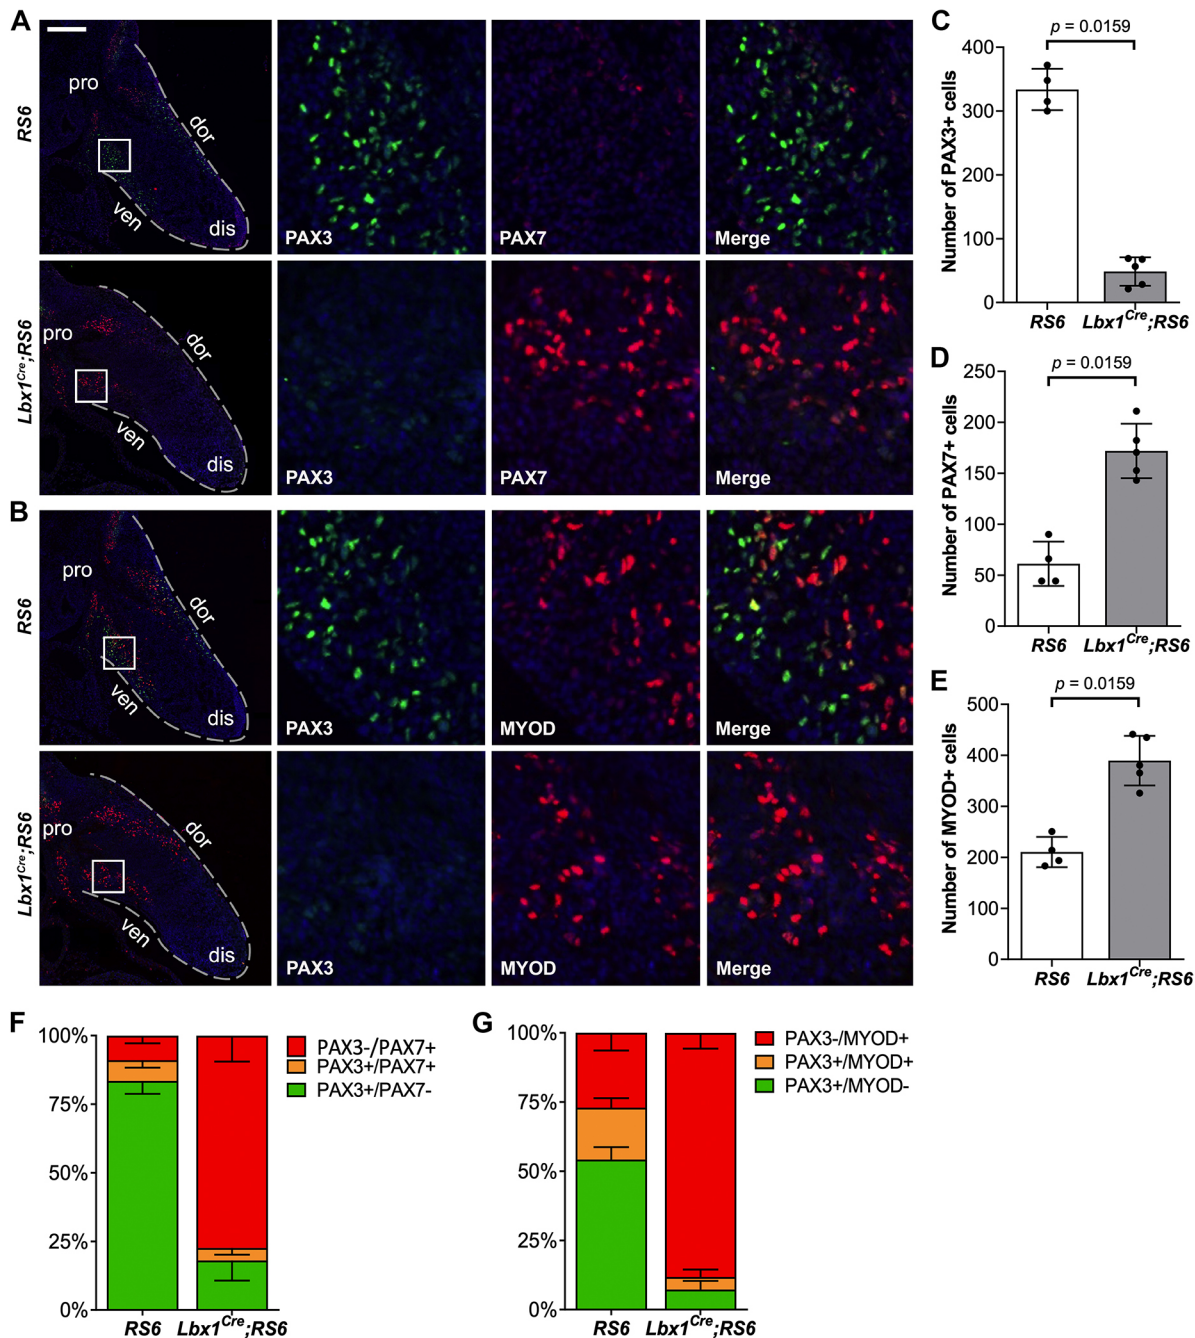 A
RS6
pro
dor
ven
dis
PAX3
PAX7
Merge
Lbx1Cre;RS6
pro
dor
ven
dis
PAX3
PAX7
Merge
B
RS6
pro
dor
ven
dis
PAX3
MYOD
Merge
Lbx1Cre;RS6
pro
dor
ven
dis
PAX3
MYOD
Merge
C
p = 0.0159
Number of PAX3+ cells
400
300
200
100
0
RS6 Lbx1Cre;RS6
D
p = 0.0159
Number of PAX7+ cells
250
200
150
100
50
0
RS6 Lbx1Cre;RS6
E
p = 0.0159
Number of MYOD+ cells
500
400
300
200
100
0
RS6 Lbx1Cre;RS6
F
100%
75%
50%
25%
0%
RS6 Lbx1Cre;RS6
PAX3-/PAX7+
PAX3+/PAX7+
PAX3+/PAX7-
G
100%
75%
50%
25%
0%
RS6 Lbx1Cre;RS6
PAX3-/MYOD+
PAX3+/MYOD+
PAX3+/MYOD-